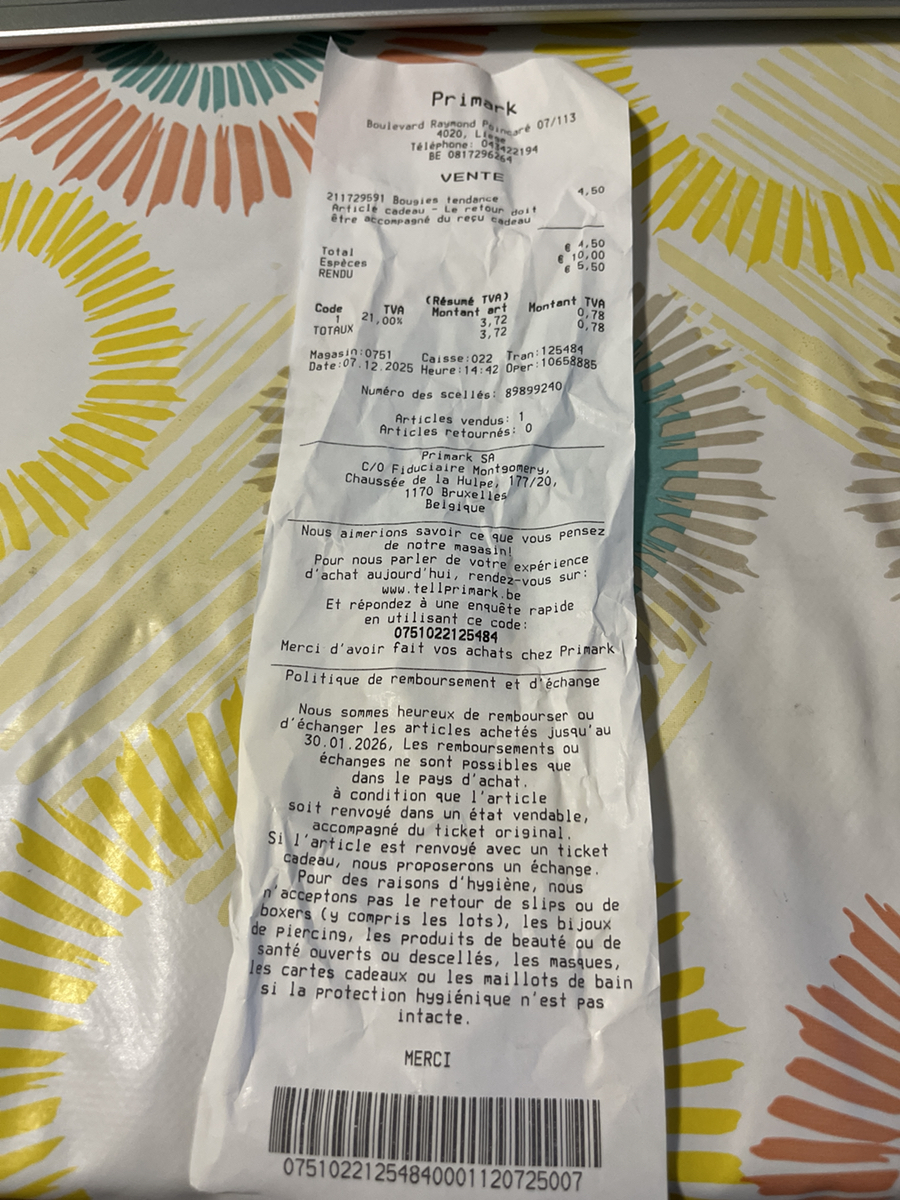 Primark
Boulevard Raymond Poincaré 07/113
4020, Liege
Téléphone: 043422194
BE 0817296264
VENTE
211729591 Bougies tendance 4,50
Article cadeau - Le retour doit
être accompagné du reçu cadeau
Total € 4,50
Espèces € 10,00
RENDU € 5,50
(Résumé TVA)
Code TVA Montant art Montant TVA
1 21,00% 3,72 0,78
TOTAUX 3,72 0,78
Magasin:0751 Caisse:022 Tran:125484
Date:07.12.2025 Heure:14:42 Oper:10658885
Numéro des scellés: 89899240
Articles vendus: 1
Articles retournés: 0
Primark SA
C/O Fiduciaire Montgomery,
Chaussée de la Hulpe, 177/20,
1170 Bruxelles
Belgique
Nous aimerions savoir ce que vous pensez
de notre magasin!
Pour nous parler de votre expérience
d'achat aujourd'hui, rendez-vous sur:
www.tellprimark.be
Et répondez à une enquête rapide
en utilisant ce code:
0751022125484
Merci d'avoir fait vos achats chez Primark
Politique de remboursement et d'échange
Nous sommes heureux de rembourser ou
d'échanger les articles achetés jusqu'au
30.01.2026, Les remboursements ou
échanges ne sont possibles que
dans le pays d'achat.
à condition que l'article
soit renvoyé dans un état vendable,
accompagné du ticket original.
Si l'article est renvoyé avec un ticket
cadeau, nous proposerons un échange.
Pour des raisons d'hygiène, nous
n'acceptons pas le retour de slips ou de
boxers (y compris les lots), les bijoux
de piercing, les produits de beauté ou de
santé ouverts ou descellés, les masques,
les cartes cadeaux ou les maillots de bain
si la protection hygiénique n'est pas
intacte.
MERCI
07510221254840001120725007